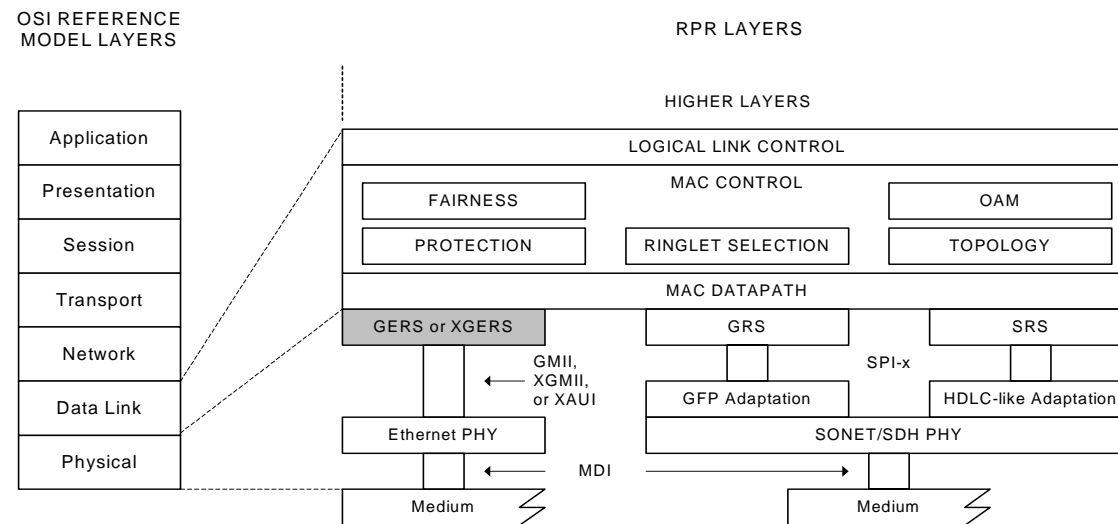 OSI REFERENCE
MODEL LAYERS
RPR LAYERS
HIGHER LAYERS
Application
Presentation
Session
Transport
Network
Data Link
Physical
LOGICAL LINK CONTROL
MAC CONTROL
FAIRNESS
OAM
PROTECTION
RINGLET SELECTION
TOPOLOGY
MAC DATAPATH
GERS or XGERS
GRS
SRS
GMII,
XGMII,
or XAUI
SPI-x
GFP Adaptation
HDLC-like Adaptation
Ethernet PHY
SONET/SDH PHY
MDI
Medium
Medium